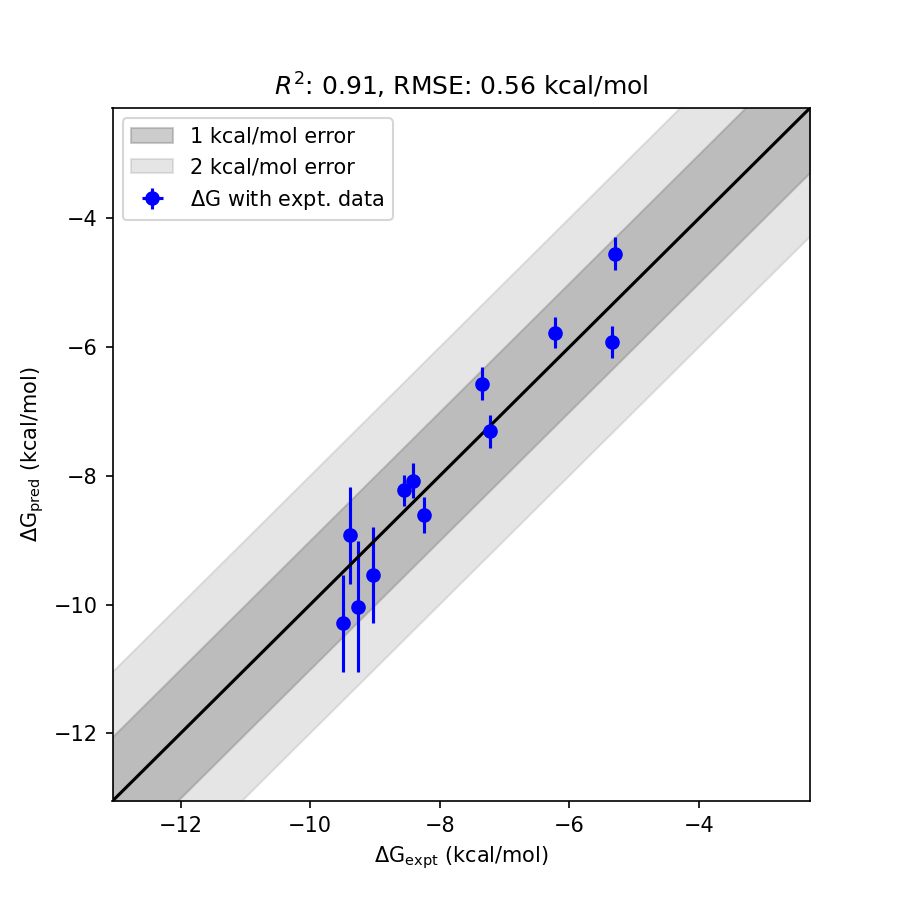 R²: 0.91, RMSE: 0.56 kcal/mol
1 kcal/mol error
2 kcal/mol error
ΔG with expt. data
−4
−6
−8
−10
−12
ΔGpred (kcal/mol)
−12 −10 −8 −6 −4
ΔGexpt (kcal/mol)